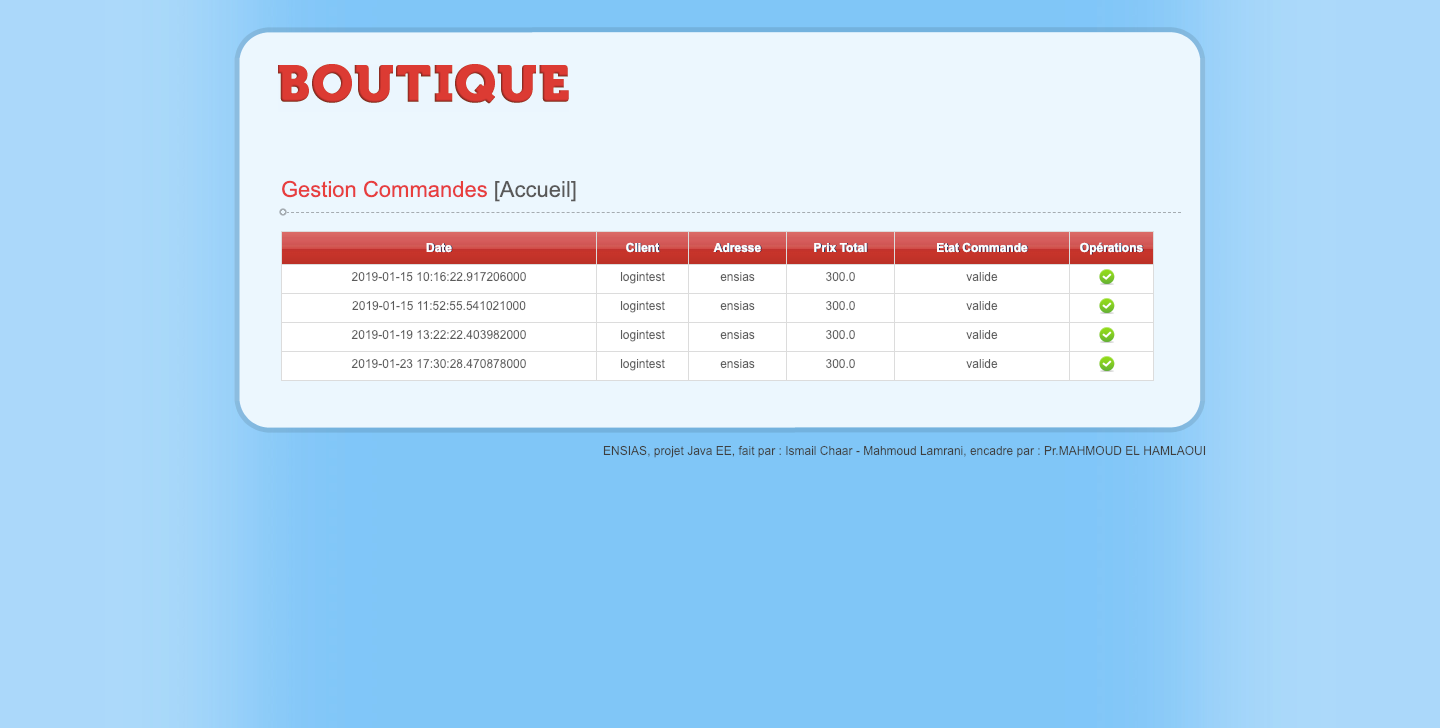 BOUTIQUE
Gestion Commandes [Accueil]
Date Client Adresse Prix Total Etat Commande Opérations
2019-01-15 10:16:22.917206000 logintest ensias 300.0 valide
2019-01-15 11:52:55.541021000 logintest ensias 300.0 valide
2019-01-19 13:22:22.403982000 logintest ensias 300.0 valide
2019-01-23 17:30:28.470878000 logintest ensias 300.0 valide
ENSIAS, projet Java EE, fait par : Ismail Chaar - Mahmoud Lamrani, encadre par : Pr.MAHMOUD EL HAMLAOUI